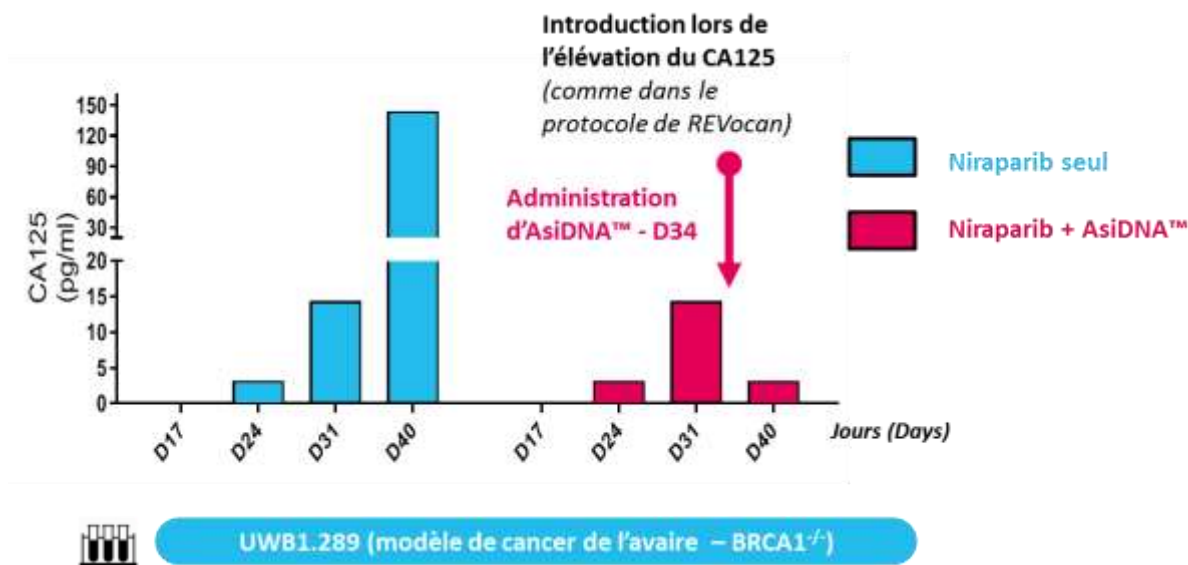 Introduction lors de
l'élévation du CA125
(comme dans le
protocole de REVocan)
Administration
d'AsiDNA™ - D34
Niraparib seul
Niraparib + AsiDNA™
CA125
(pg/ml)
150
120
90
60
30
20
15
10
5
0
D17
D24
D31
D40
D17
D24
D31
D40
Jours (Days)
UWB1.289 (modèle de cancer de l'avaire – BRCA1-/-)